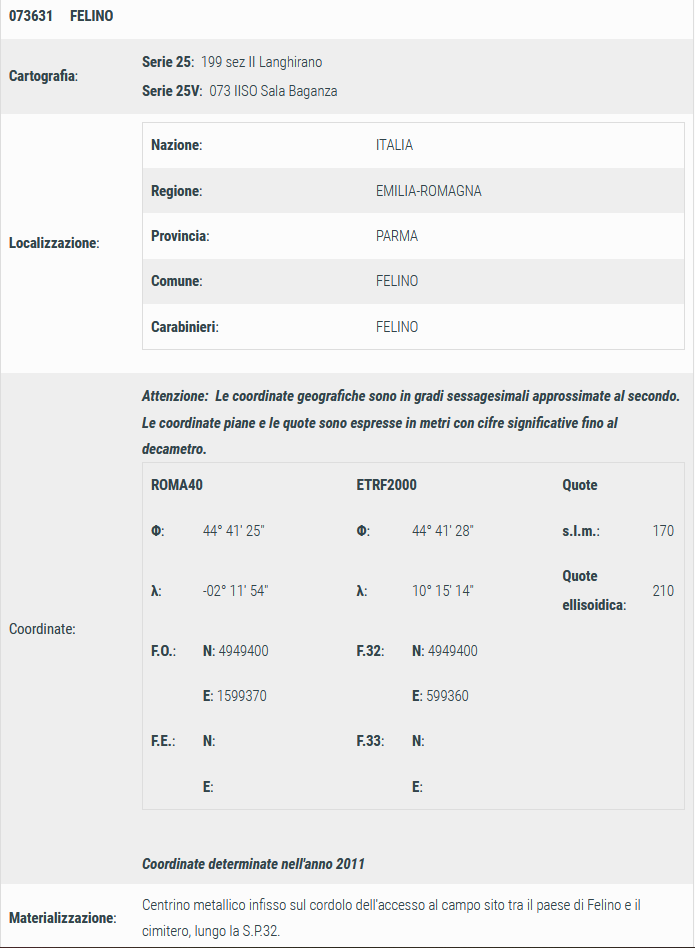 073631 FELINO
Cartografia:
Serie 25: 199 sez II Langhirano
Serie 25V: 073 IISO Sala Baganza
Localizzazione:
Nazione: ITALIA
Regione: EMILIA-ROMAGNA
Provincia: PARMA
Comune: FELINO
Carabinieri: FELINO
Coordinate:
Attenzione: Le coordinate geografiche sono in gradi sessagesimali approssimate al secondo.
Le coordinate piane e le quote sono espresse in metri con cifre significative fino al
decametro.
ROMA40 ETRF2000 Quote
Φ: 44° 41' 25" Φ: 44° 41' 28" s.l.m.: 170
λ: -02° 11' 54" λ: 10° 15' 14" Quote
ellisoidica: 210
F.O.: N: 4949400 F.32: N: 4949400
E: 1599370 E: 599360
F.E.: N: F.33: N:
E: E:
Coordinate determinate nell'anno 2011
Materializzazione:
Centrino metallico infisso sul cordolo dell'accesso al campo sito tra il paese di Felino e il
cimitero, lungo la S.P.32.